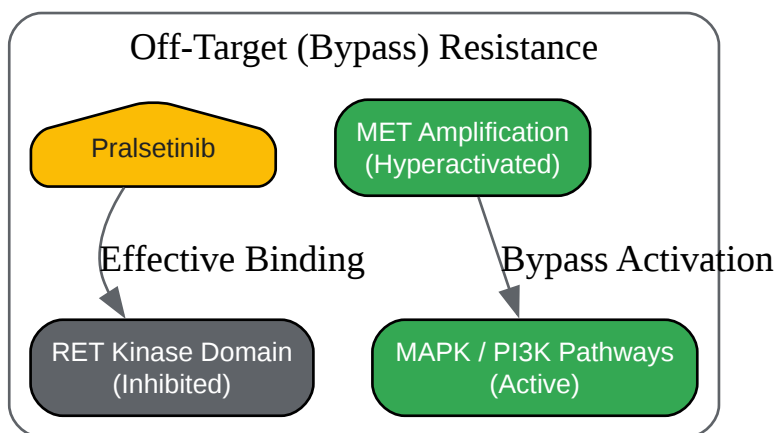 Off-Target (Bypass) Resistance
Pralsetinib
MET Amplification
(Hyperactivated)
Effective Binding
Bypass Activation
RET Kinase Domain
(Inhibited)
MAPK / PI3K Pathways
(Active)